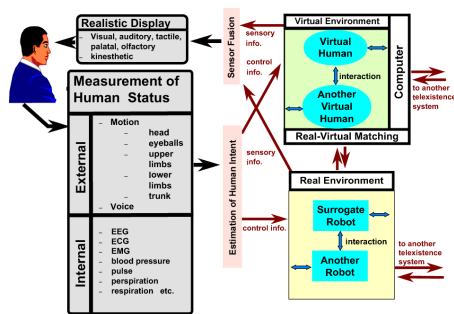 Realistic Display
– Visual, auditory, tactile,
palatal, olfactory
– kinesthetic
Measurement of
Human Status
External
– Motion
– head
– eyeballs
– upper
limbs
– lower
limbs
– trunk
– Voice
Internal
– EEG
– ECG
– EMG
– blood pressure
– pulse
– perspiration
– respiration etc.
Sensor Fusion
Estimation of Human Intent
sensory
info.
control
info.
sensory
info.
control info.
Virtual Environment
Virtual
Human
interaction
Another
Virtual
Human
Computer
Real-Virtual Matching
to another
telexistence
system
Real Environment
Surrogate
Robot
interaction
Another
Robot
to another
telexistence
system